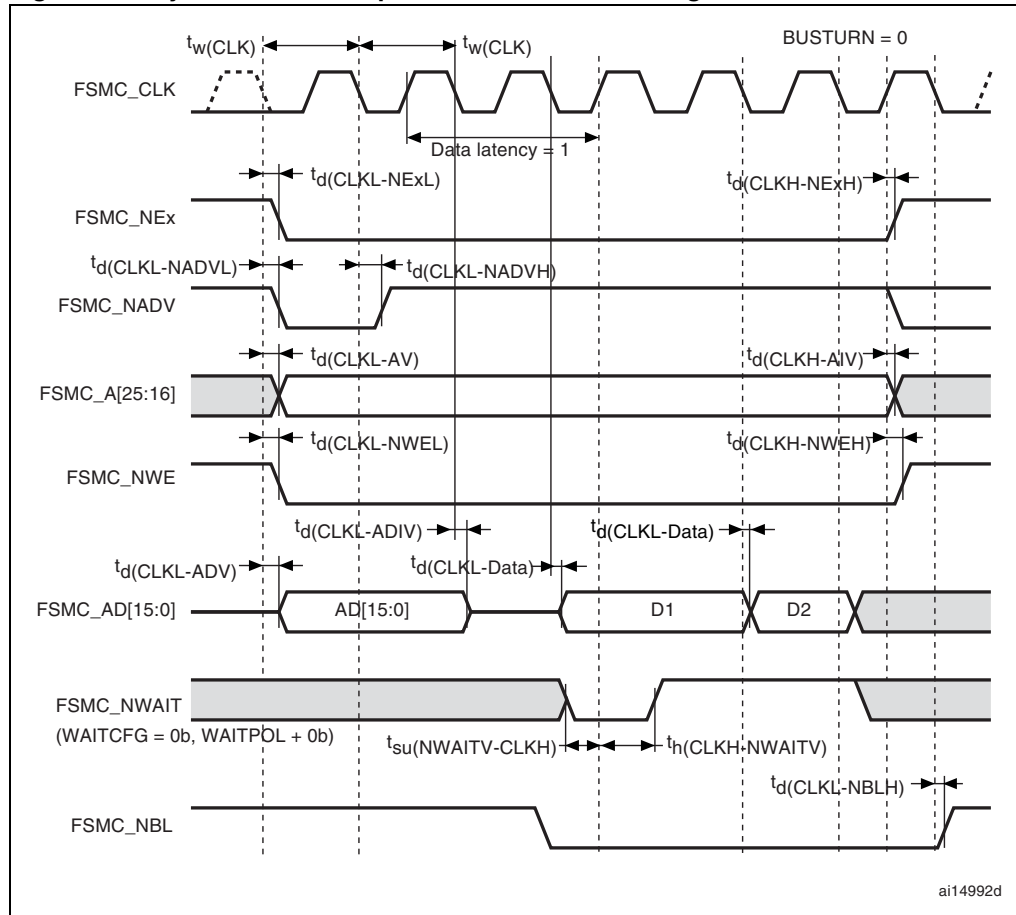 tw(CLK)
tw(CLK)
BUSTURN = 0
FSMC_CLK
Data latency = 1
td(CLKL-NExL)
td(CLKH-NExH)
FSMC_NEx
td(CLKL-NADVL)
td(CLKL-NADVH)
FSMC_NADV
td(CLKL-AV)
td(CLKH-AIV)
FSMC_A[25:16]
td(CLKL-NWEL)
td(CLKH-NWEH)
FSMC_NWE
td(CLKL-ADIV)
td(CLKL-Data)
td(CLKL-ADV)
td(CLKL-Data)
FSMC_AD[15:0]
AD[15:0]
D1
D2
FSMC_NWAIT
(WAITCFG = 0b, WAITPOL + 0b)
tsu(NWAITV-CLKH)
th(CLKH-NWAITV)
td(CLKL-NBLH)
FSMC_NBL
ai14992d